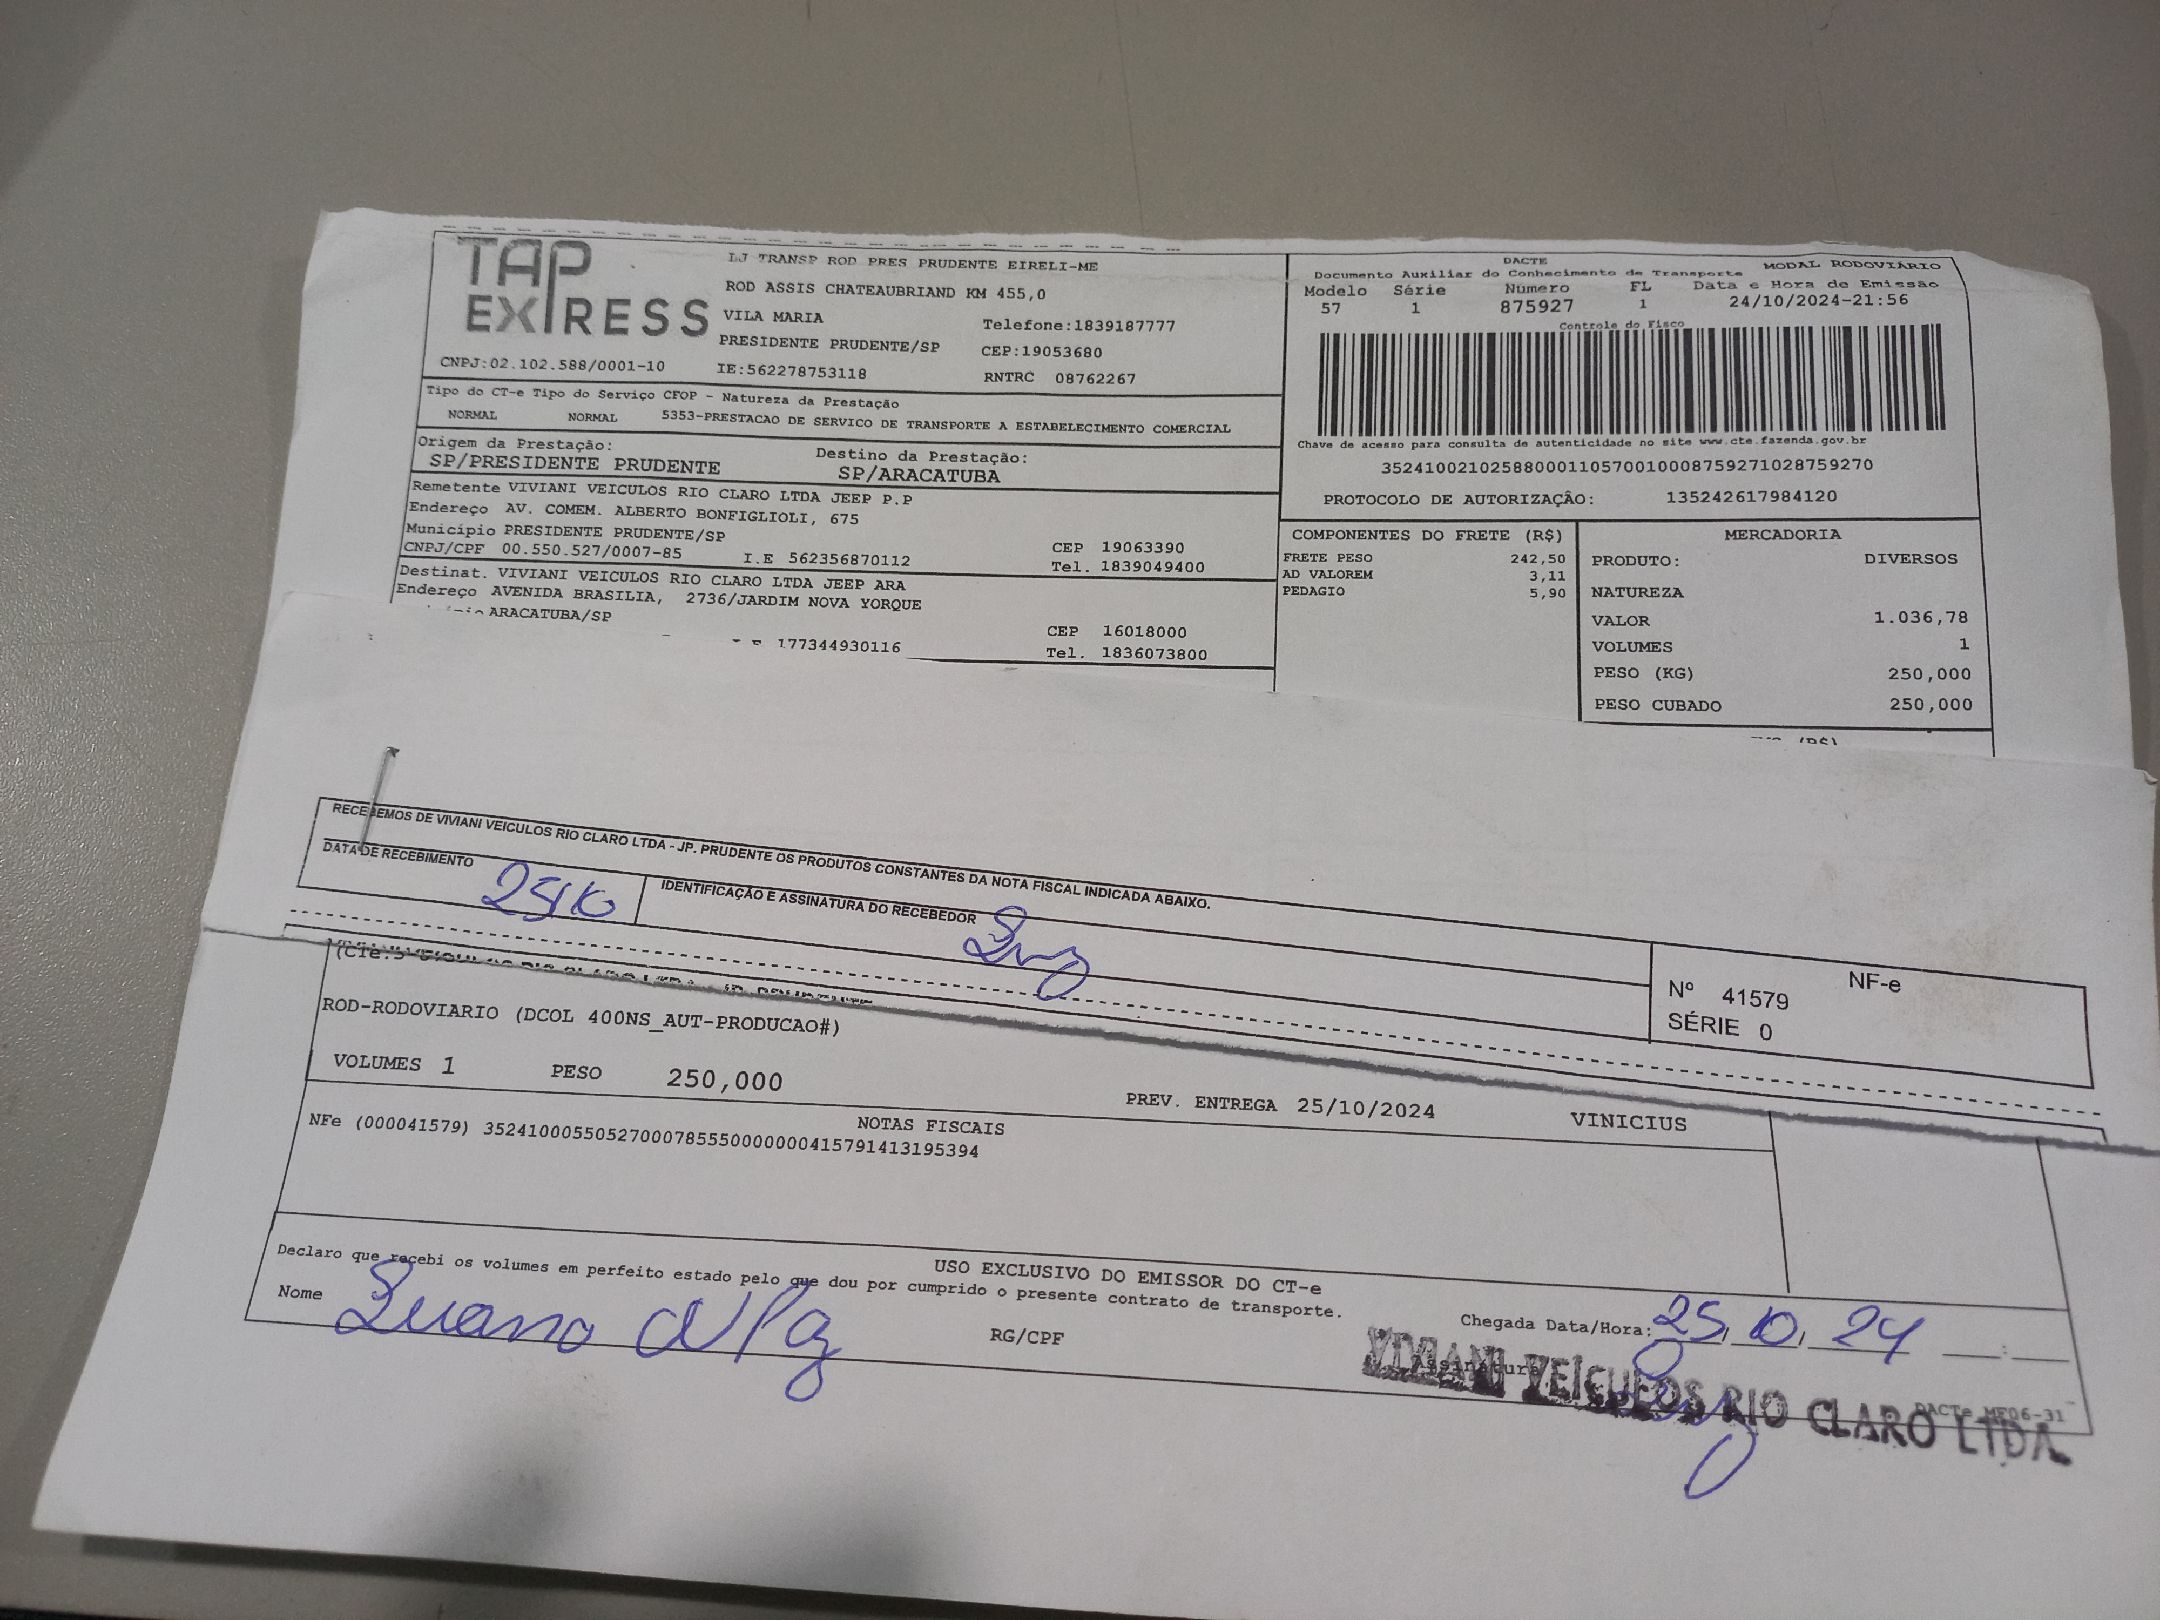 TAP EXPRESS
CNPJ:02.102.588/0001-10
LJ TRANSP ROD PRES PRUDENTE EIRELI-ME
ROD ASSIS CHATEAUBRIAND KM 455,0
VILA MARIA Telefone:1839187777
PRESIDENTE PRUDENTE/SP CEP:19053680
IE:562278753118 RNTRC 08762267
DACTE
Documento Auxiliar do Conhecimento de Transporte MODAL RODOVIÁRIO
Modelo Série Número FL Data e Hora de Emissão
57 1 875927 1 24/10/2024-21:56
Controle do Fisco
Chave de acesso para consulta de autenticidade no site www.cte.fazenda.gov.br
35241002102588000110570010008759271028759270
PROTOCOLO DE AUTORIZAÇÃO: 135242617984120
Tipo do CT-e Tipo do Serviço CFOP - Natureza da Prestação
NORMAL NORMAL 5353-PRESTACAO DE SERVICO DE TRANSPORTE A ESTABELECIMENTO COMERCIAL
Origem da Prestação: Destino da Prestação:
SP/PRESIDENTE PRUDENTE SP/ARACATUBA
Remetente VIVIANI VEICULOS RIO CLARO LTDA JEEP P.P
Endereço AV. COMEM. ALBERTO BONFIGLIOLI, 675
Município PRESIDENTE PRUDENTE/SP CEP 19063390
CNPJ/CPF 00.550.527/0007-85 I.E 562356870112 Tel. 1839049400
Destinat. VIVIANI VEICULOS RIO CLARO LTDA JEEP ARA
Endereço AVENIDA BRASILIA, 2736/JARDIM NOVA YORQUE
ARACATUBA/SP CEP 16018000
177344930116 Tel. 1836073800
COMPONENTES DO FRETE (R$)
FRETE PESO 242,50
AD VALOREM 3,11
PEDAGIO 5,90
MERCADORIA
PRODUTO: DIVERSOS
NATUREZA
VALOR 1.036,78
VOLUMES 1
PESO (KG) 250,000
PESO CUBADO 250,000
RECEBEMOS DE VIVIANI VEICULOS RIO CLARO LTDA - JP. PRUDENTE OS PRODUTOS CONSTANTES DA NOTA FISCAL INDICADA ABAIXO.
DATA DE RECEBIMENTO 25/10
IDENTIFICAÇÃO E ASSINATURA DO RECEBEDOR
NF-e
Nº 41579
SÉRIE 0
ROD-RODOVIARIO (DCOL 400NS_AUT-PRODUCAO#)
VOLUMES 1 PESO 250,000 PREV. ENTREGA 25/10/2024 VINICIUS
NOTAS FISCAIS
NFe (000041579) 35241000550527000785550000000415791413195394
USO EXCLUSIVO DO EMISSOR DO CT-e
Declaro que recebi os volumes em perfeito estado pelo que dou por cumprido o presente contrato de transporte.
Nome RG/CPF
Chegada Data/Hora: 25/10/24
Assinatura
VIVIANI VEÍCULOS RIO CLARO LTDA
DACTe MF06-31